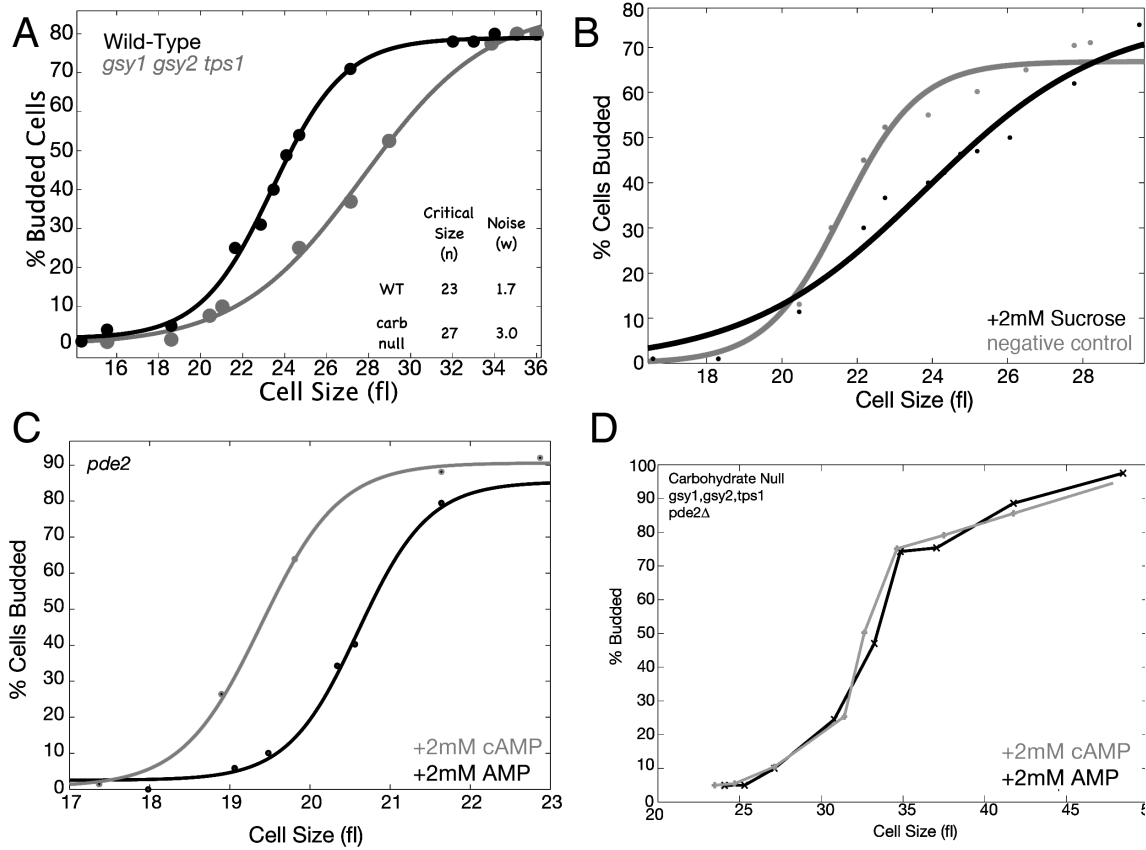 A
Wild-Type
gsy1 gsy2 tps1
% Budded Cells
80
70
60
50
40
30
20
10
0
Critical
Size
(n)
Noise
(w)
WT
23
1.7
carb
null
27
3.0
16
18
20
22
24
26
28
30
32
34
36
Cell Size (fl)
B
% Cells Budded
80
70
60
50
40
30
20
10
0
+2mM Sucrose
negative control
18
20
22
24
26
28
Cell Size (fl)
C
pde2
% Cells Budded
90
80
70
60
50
40
30
20
10
0
+2mM cAMP
+2mM AMP
17
18
19
20
21
22
23
Cell Size (fl)
D
Carbohydrate Null
gsy1,gsy2,tps1
pde2Δ
% Budded
100
90
80
70
60
50
40
30
20
10
0
+2mM cAMP
+2mM AMP
20
25
30
35
40
45
Cell Size (fl)